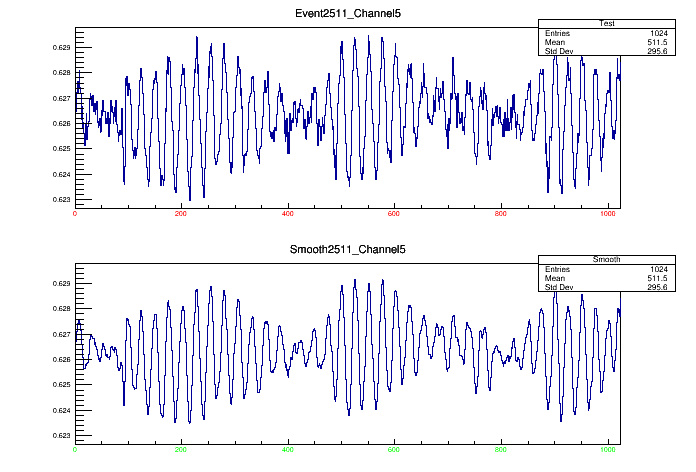 Event2511_Channel5
Test
Entries 1024
Mean 511.5
Std Dev 295.6
0.629
0.628
0.627
0.626
0.625
0.624
0.623
0 200 400 600 800 1000
Smooth2511_Channel5
Smooth
Entries 1024
Mean 511.5
Std Dev 295.6
0.629
0.628
0.627
0.626
0.625
0.624
0.623
0 200 400 600 800 1000